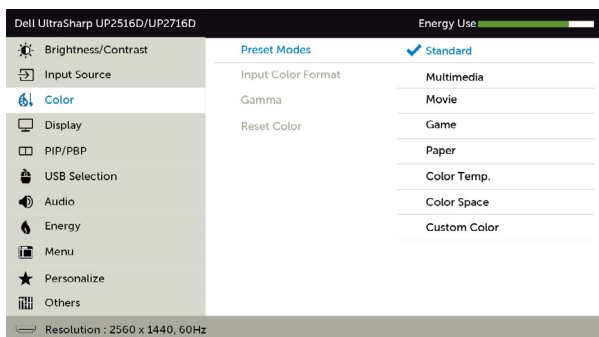 Dell UltraSharp UP2516D/UP2716D
Energy Use
Brightness/Contrast
Input Source
Color
Display
PIP/PBP
USB Selection
Audio
Energy
Menu
Personalize
Others
Preset Modes
Input Color Format
Gamma
Reset Color
Standard
Multimedia
Movie
Game
Paper
Color Temp.
Color Space
Custom Color
Resolution : 2560 x 1440, 60Hz